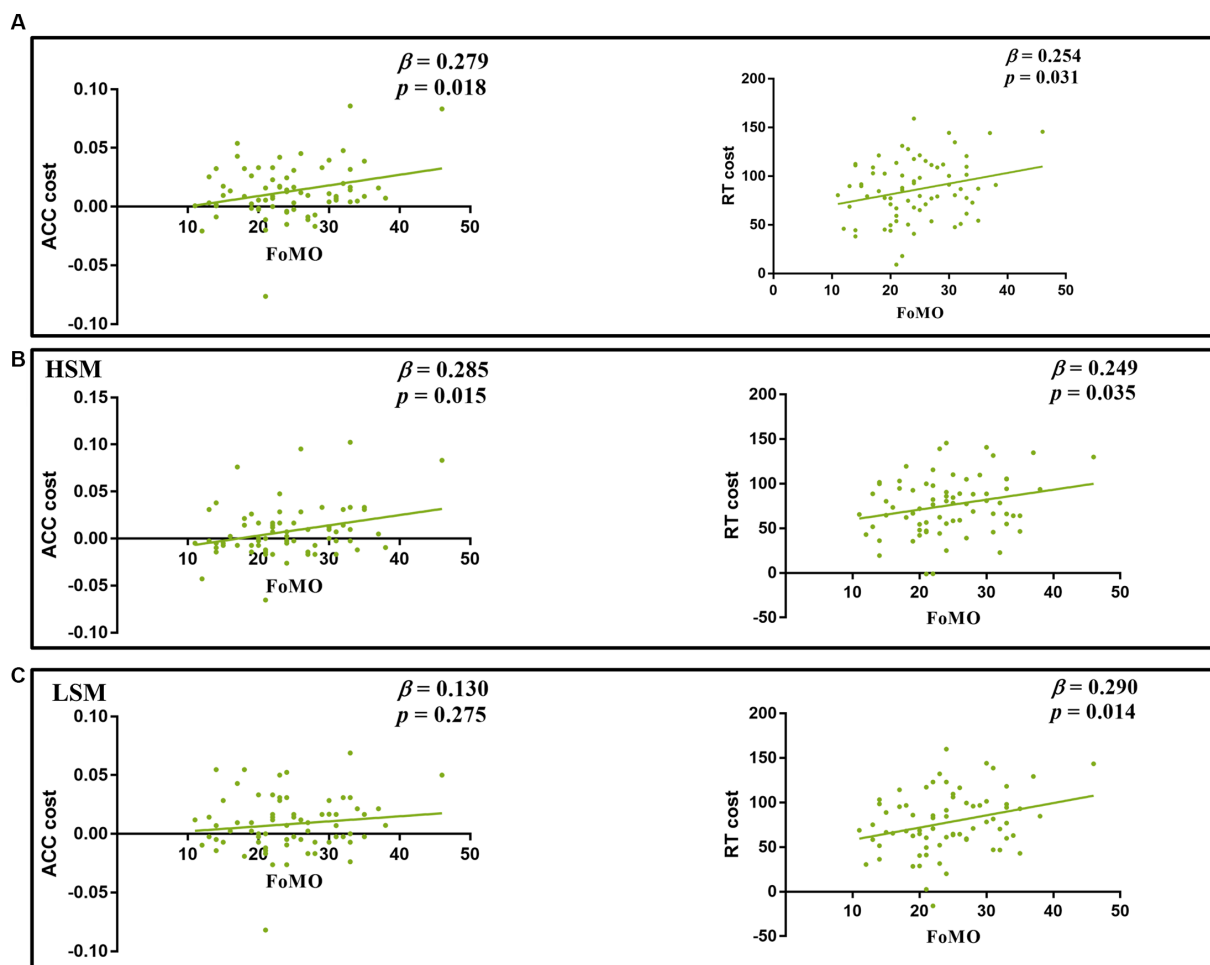 A
β = 0.279
p = 0.018
ACC cost
0.10
0.05
0.00
-0.05
-0.10
10 20 30 40 50
FoMO
β = 0.254
p = 0.031
RT cost
200
150
100
50
0
0 10 20 30 40 50
FoMO
B
HSM
β = 0.285
p = 0.015
ACC cost
0.15
0.10
0.05
0.00
-0.05
-0.10
10 20 30 40 50
FoMO
β = 0.249
p = 0.035
RT cost
200
150
100
50
0
-50
10 20 30 40 50
FoMO
C
LSM
β = 0.130
p = 0.275
ACC cost
0.10
0.05
0.00
-0.05
-0.10
10 20 30 40 50
FoMO
β = 0.290
p = 0.014
RT cost
200
150
100
50
0
-50
10 20 30 40 50
FoMO